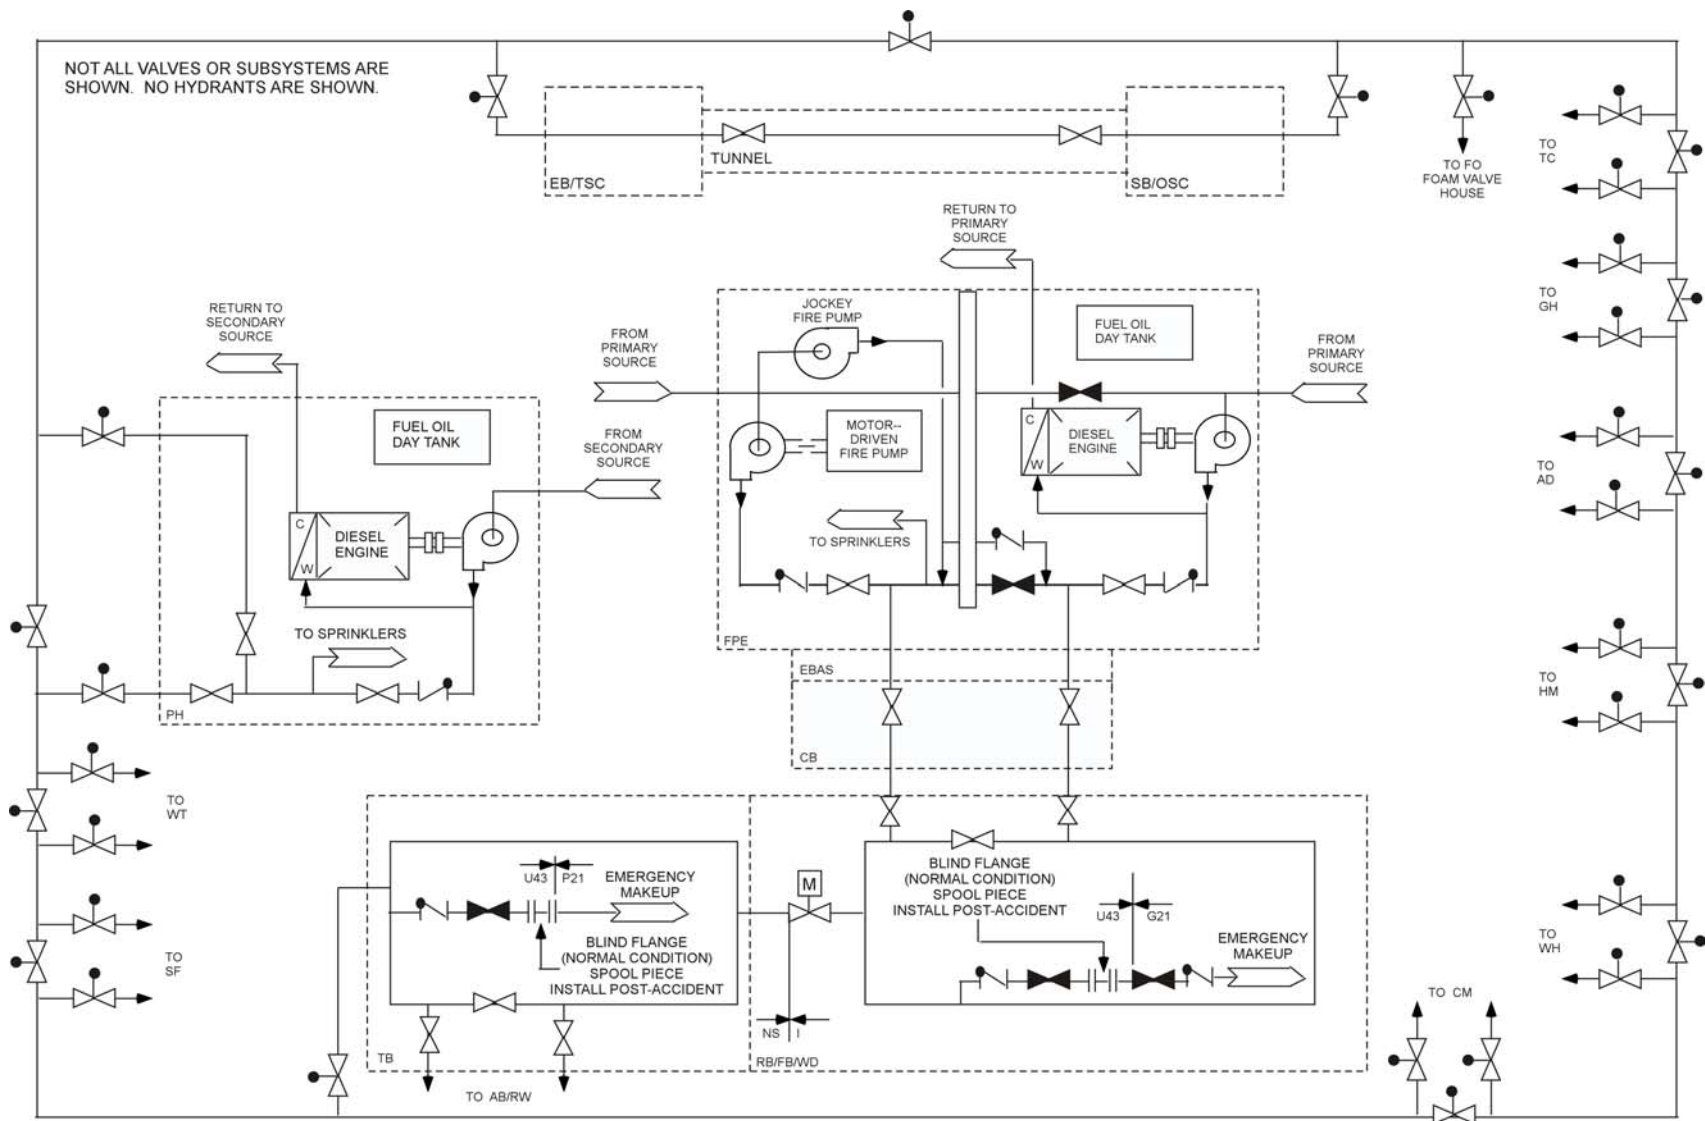 NOT ALL VALVES OR SUBSYSTEMS ARE
SHOWN. NO HYDRANTS ARE SHOWN.
EB/TSC
TUNNEL
SB/OSC
TO FO
FOAM VALVE
HOUSE
TO
TC
TO
GH
TO
AD
TO
HM
TO
WH
RETURN TO
SECONDARY
SOURCE
FUEL OIL
DAY TANK
FROM
SECONDARY
SOURCE
C
W
DIESEL
ENGINE
TO SPRINKLERS
PH
RETURN TO
PRIMARY
SOURCE
JOCKEY
FIRE PUMP
FUEL OIL
DAY TANK
FROM
PRIMARY
SOURCE
FROM
PRIMARY
SOURCE
MOTOR--
DRIVEN
FIRE PUMP
C
W
DIESEL
ENGINE
TO SPRINKLERS
FPE
EBAS
CB
TO
WT
TO
SF
U43
P21
EMERGENCY
MAKEUP
BLIND FLANGE
(NORMAL CONDITION)
SPOOL PIECE
INSTALL POST-ACCIDENT
TB
TO AB/RW
M
NS
I
RB/FB/WD
BLIND FLANGE
(NORMAL CONDITION)
SPOOL PIECE
INSTALL POST-ACCIDENT
U43
G21
EMERGENCY
MAKEUP
TO CM